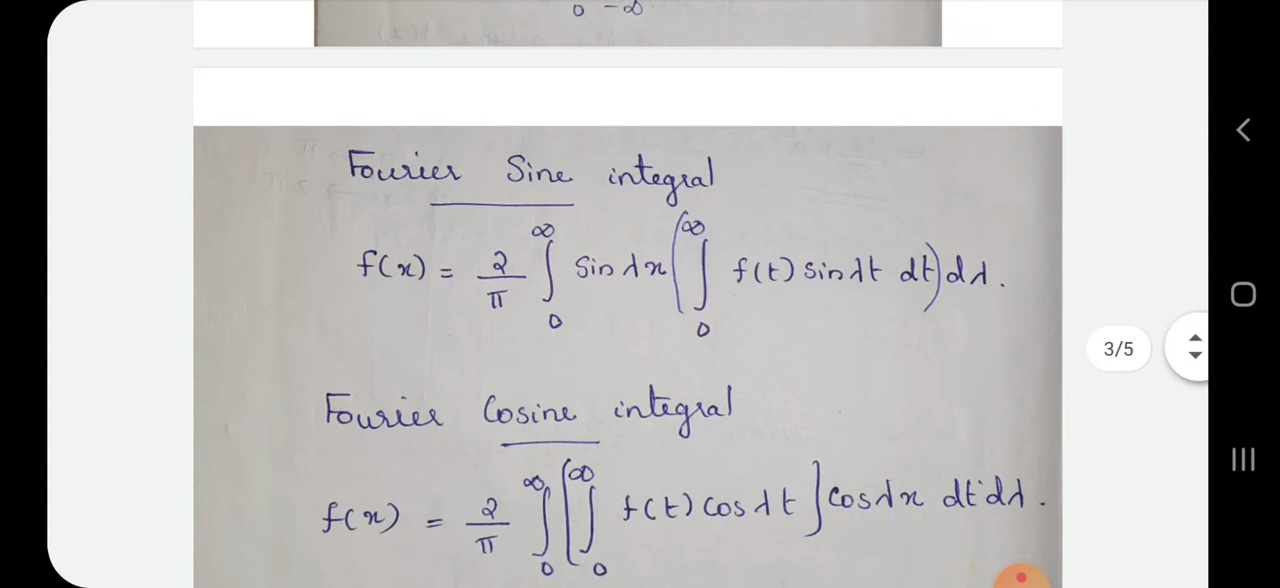 0 -∞
Fourier Sine integral
f(x) = 2/π ∫₀^∞ Sin λx (∫₀^∞ f(t) sin λt dt) dλ.
3/5
Fourier Cosine integral
f(x) = 2/π ∫₀^∞ [∫₀^∞ f(t) cos λt] cos λx dt dλ.